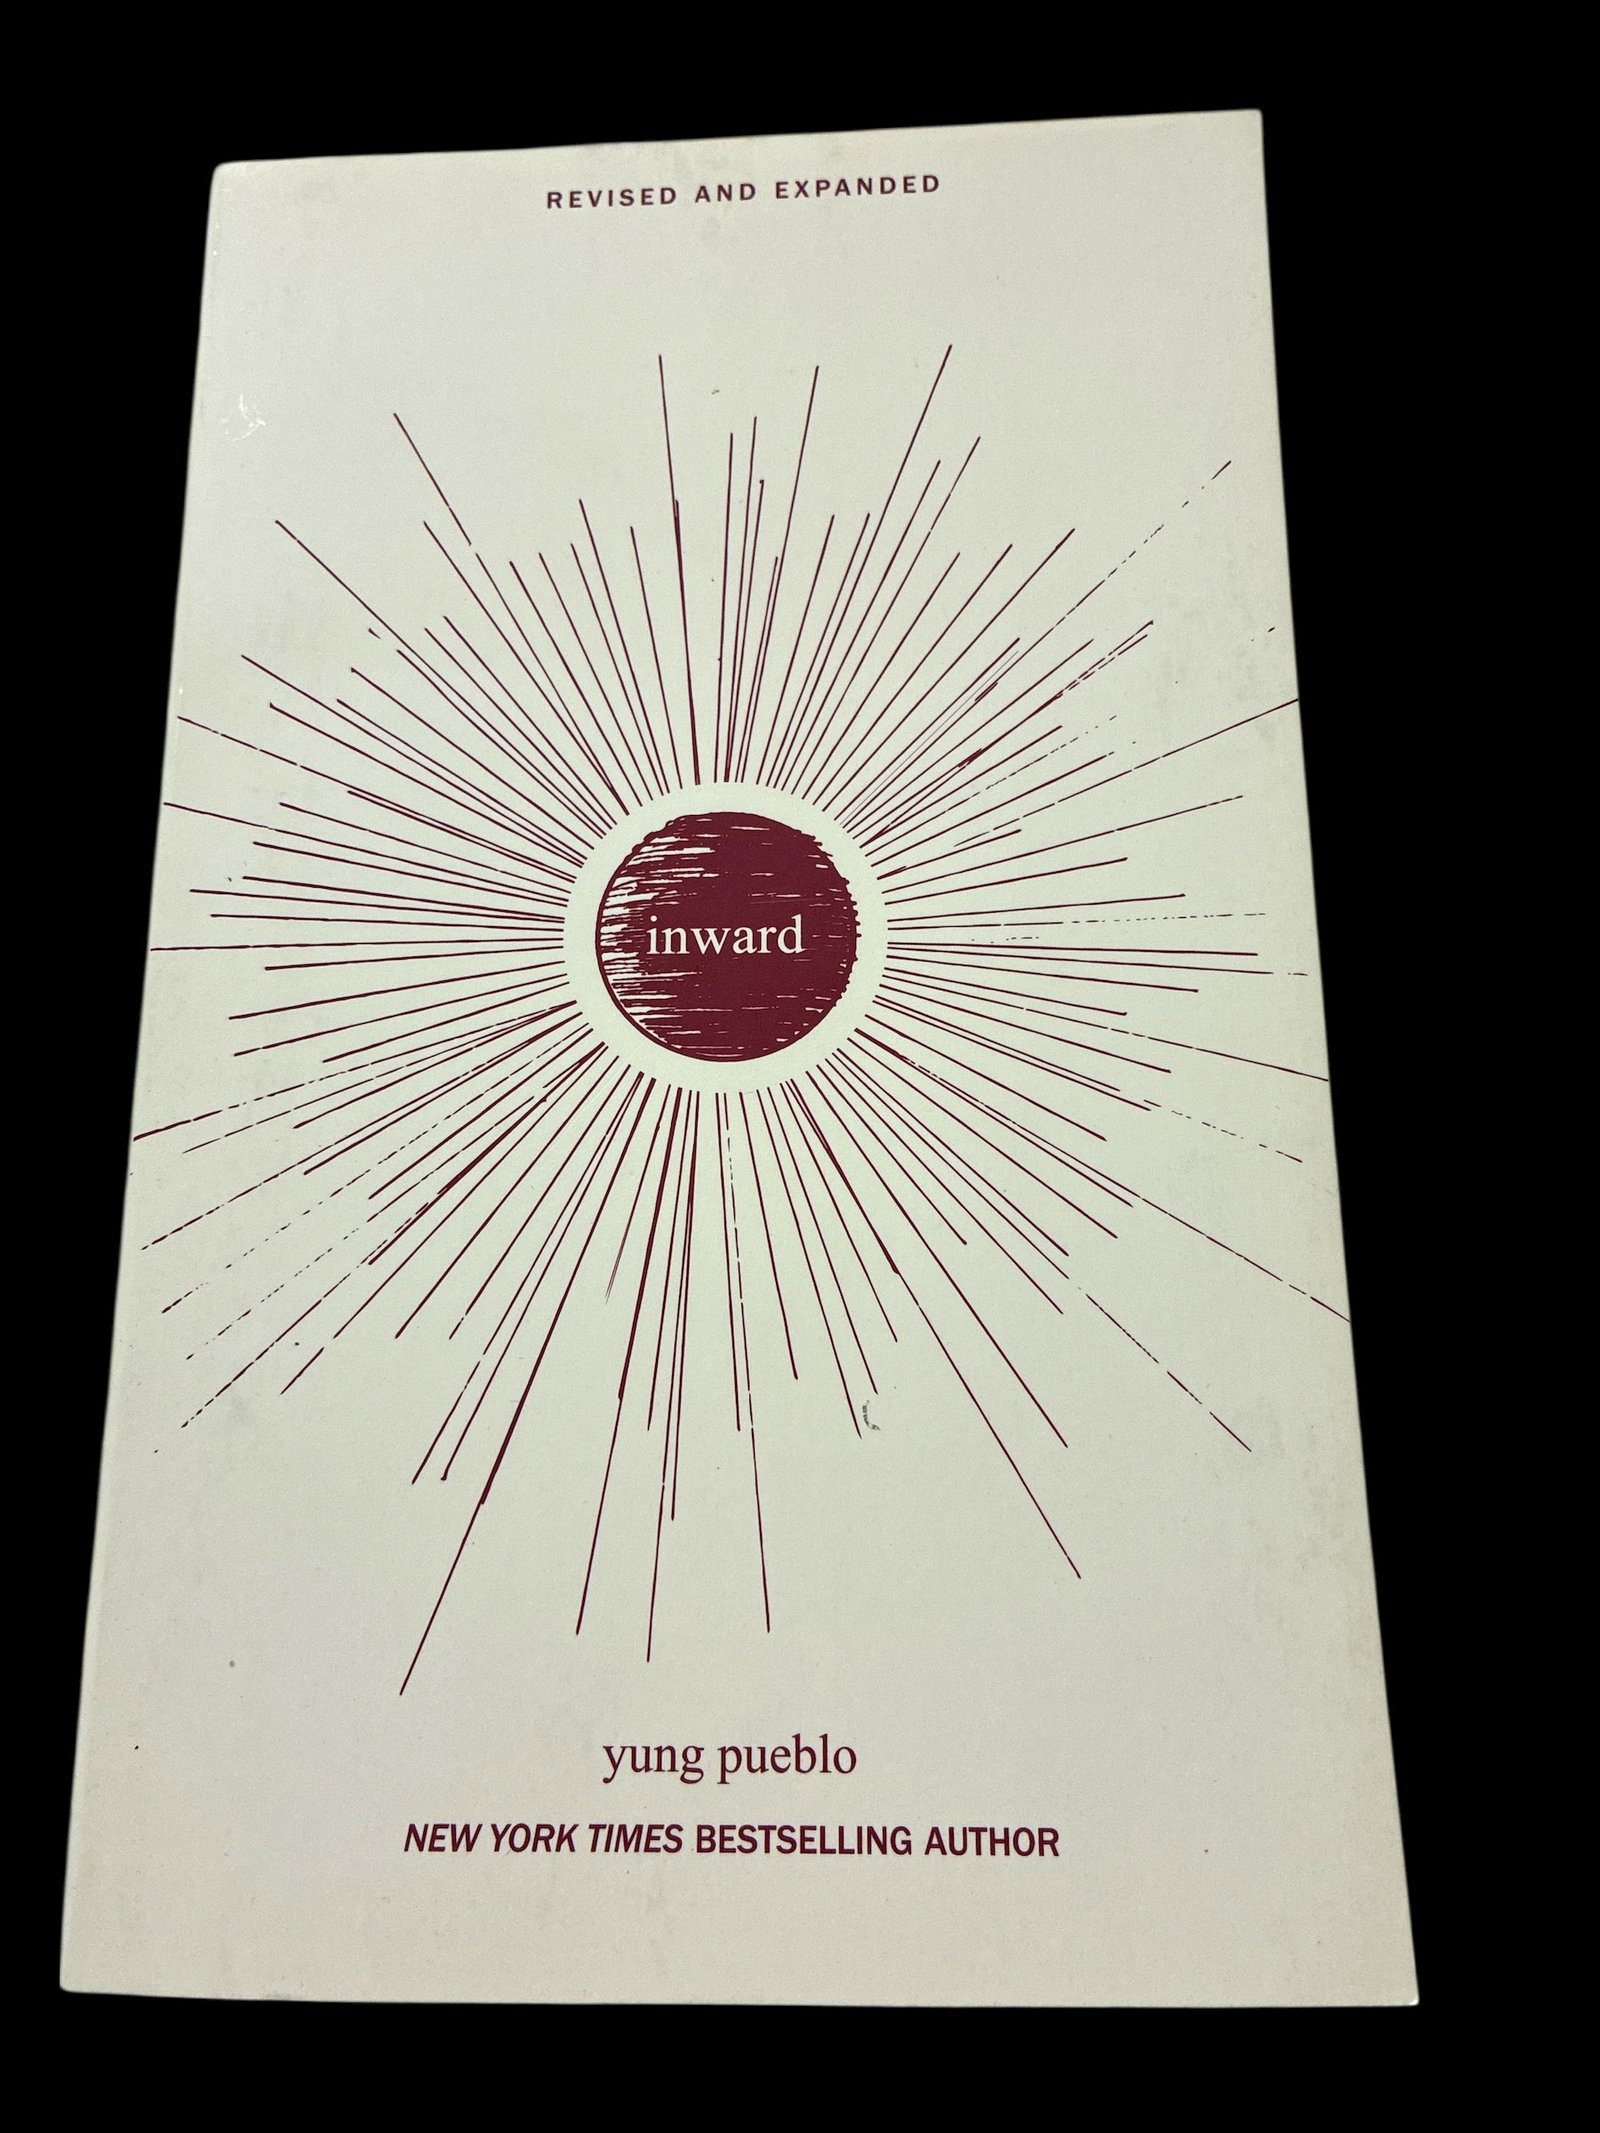 REVISED AND EXPANDED
inward
yung pueblo
NEW YORK TIMES BESTSELLING AUTHOR